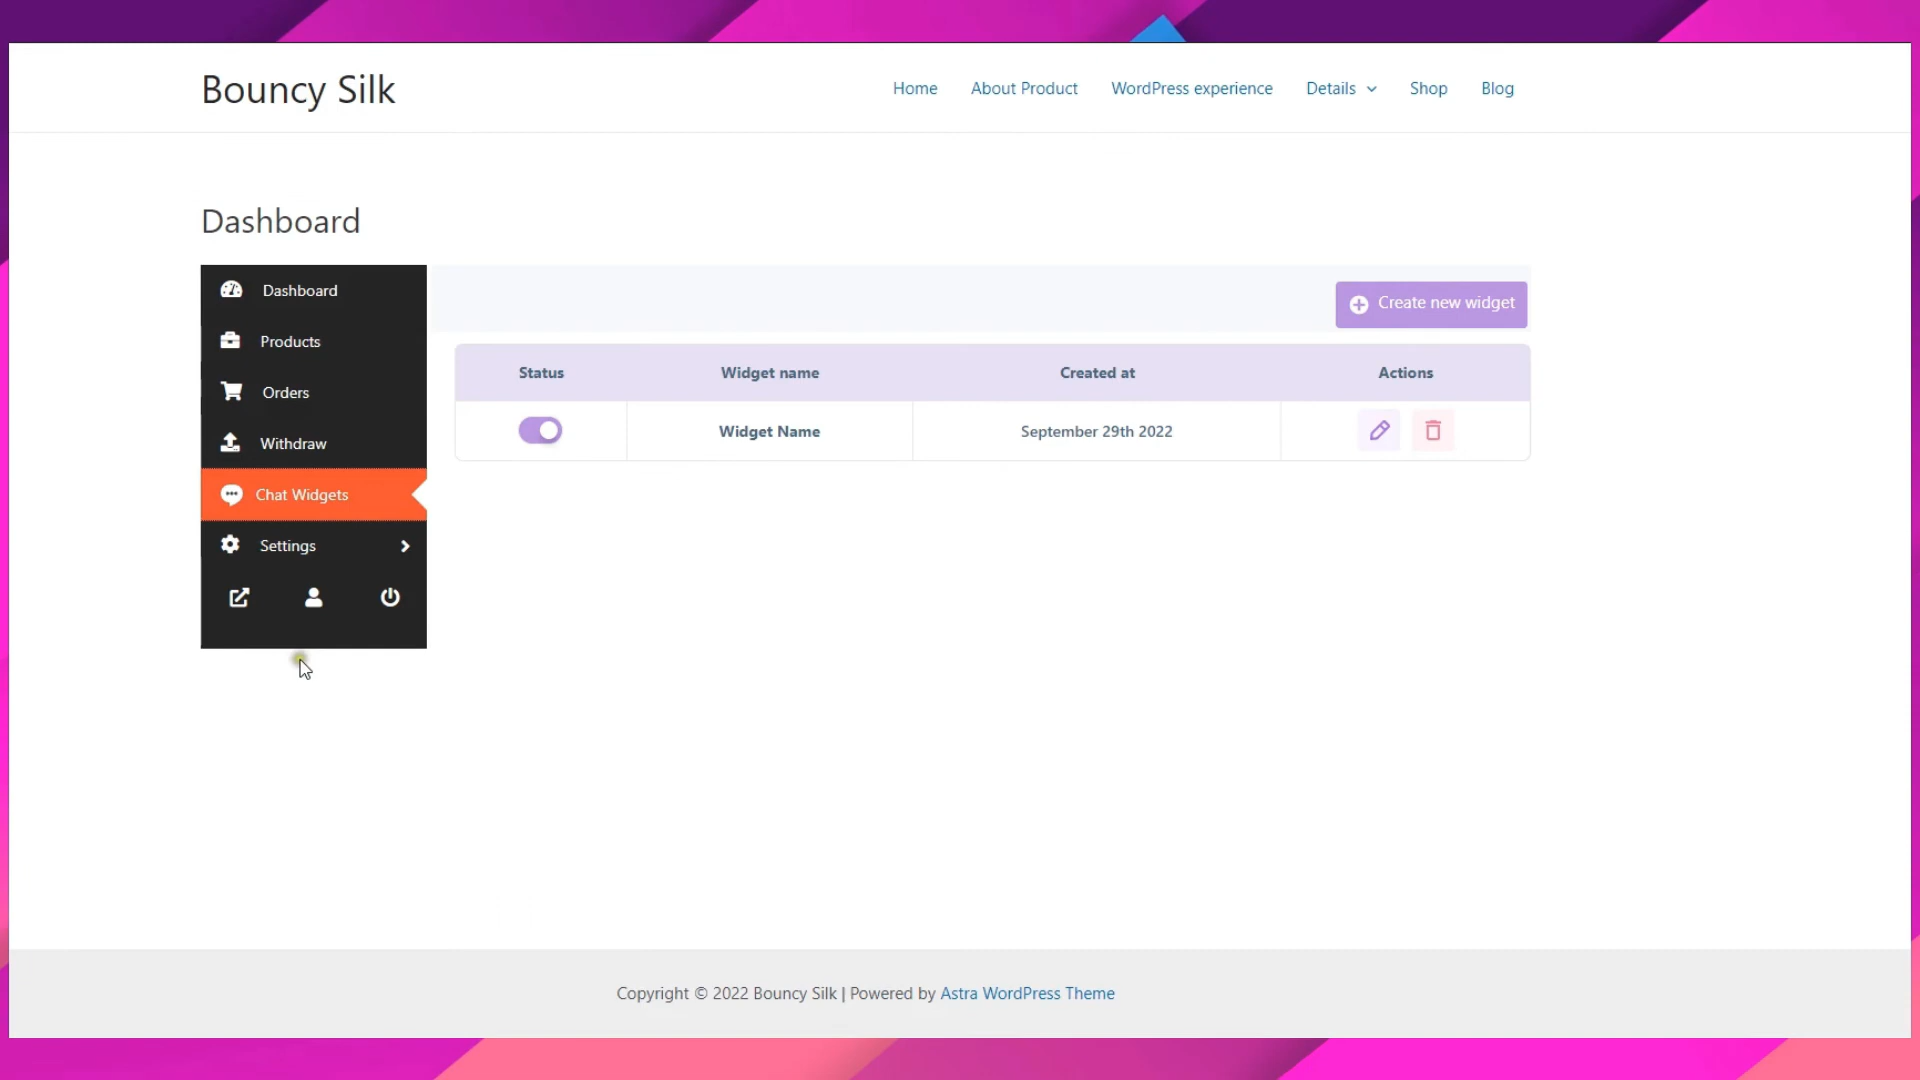 Bouncy Silk
Home About Product WordPress experience Details Shop Blog
Dashboard
Dashboard
Products
Orders
Withdraw
Chat Widgets
Settings
Create new widget
Status Widget name Created at Actions
Widget Name September 29th 2022
Copyright © 2022 Bouncy Silk | Powered by Astra WordPress Theme